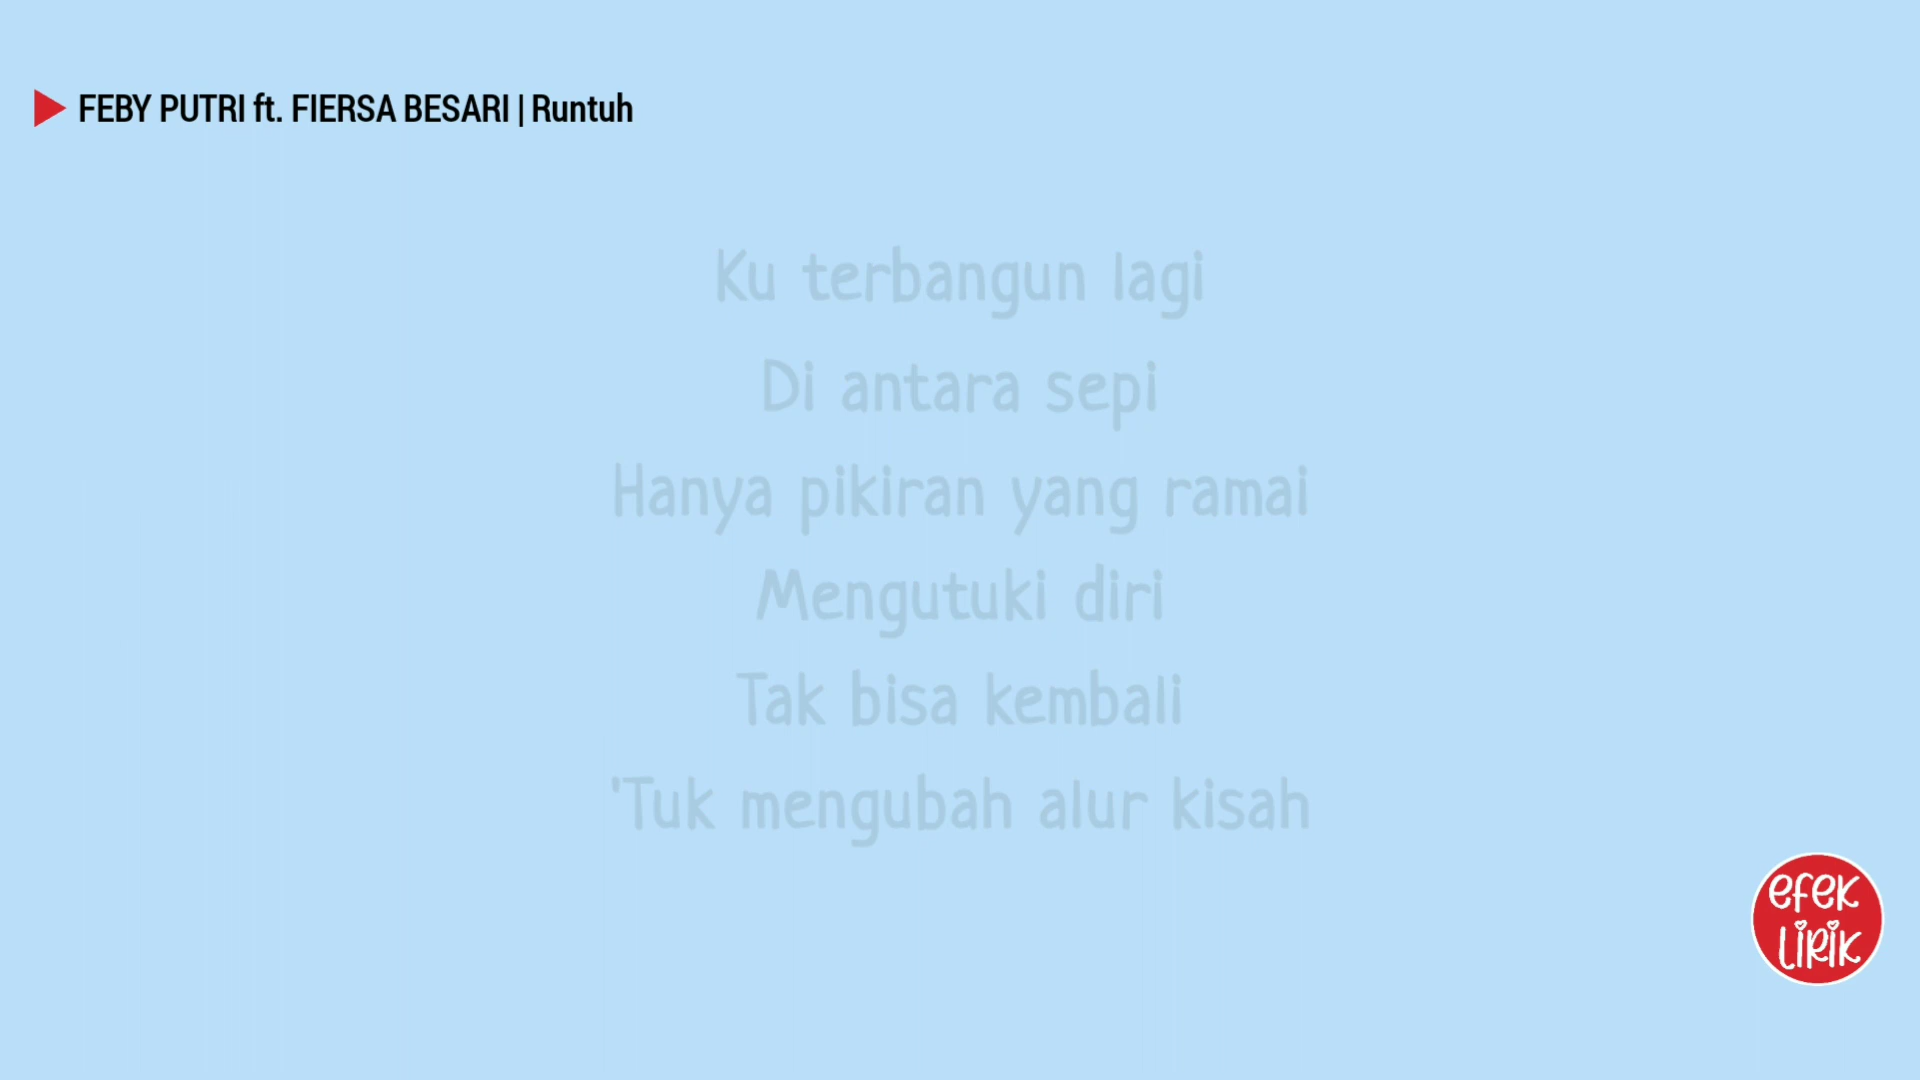 FEBY PUTRI ft. FIERSA BESARI | Runtuh
Ku terbangun lagi
Di antara sepi
Hanya pikiran yang ramai
Mengutuki diri
Tak bisa kembali
'Tuk mengubah alur kisah
efek
Lirik